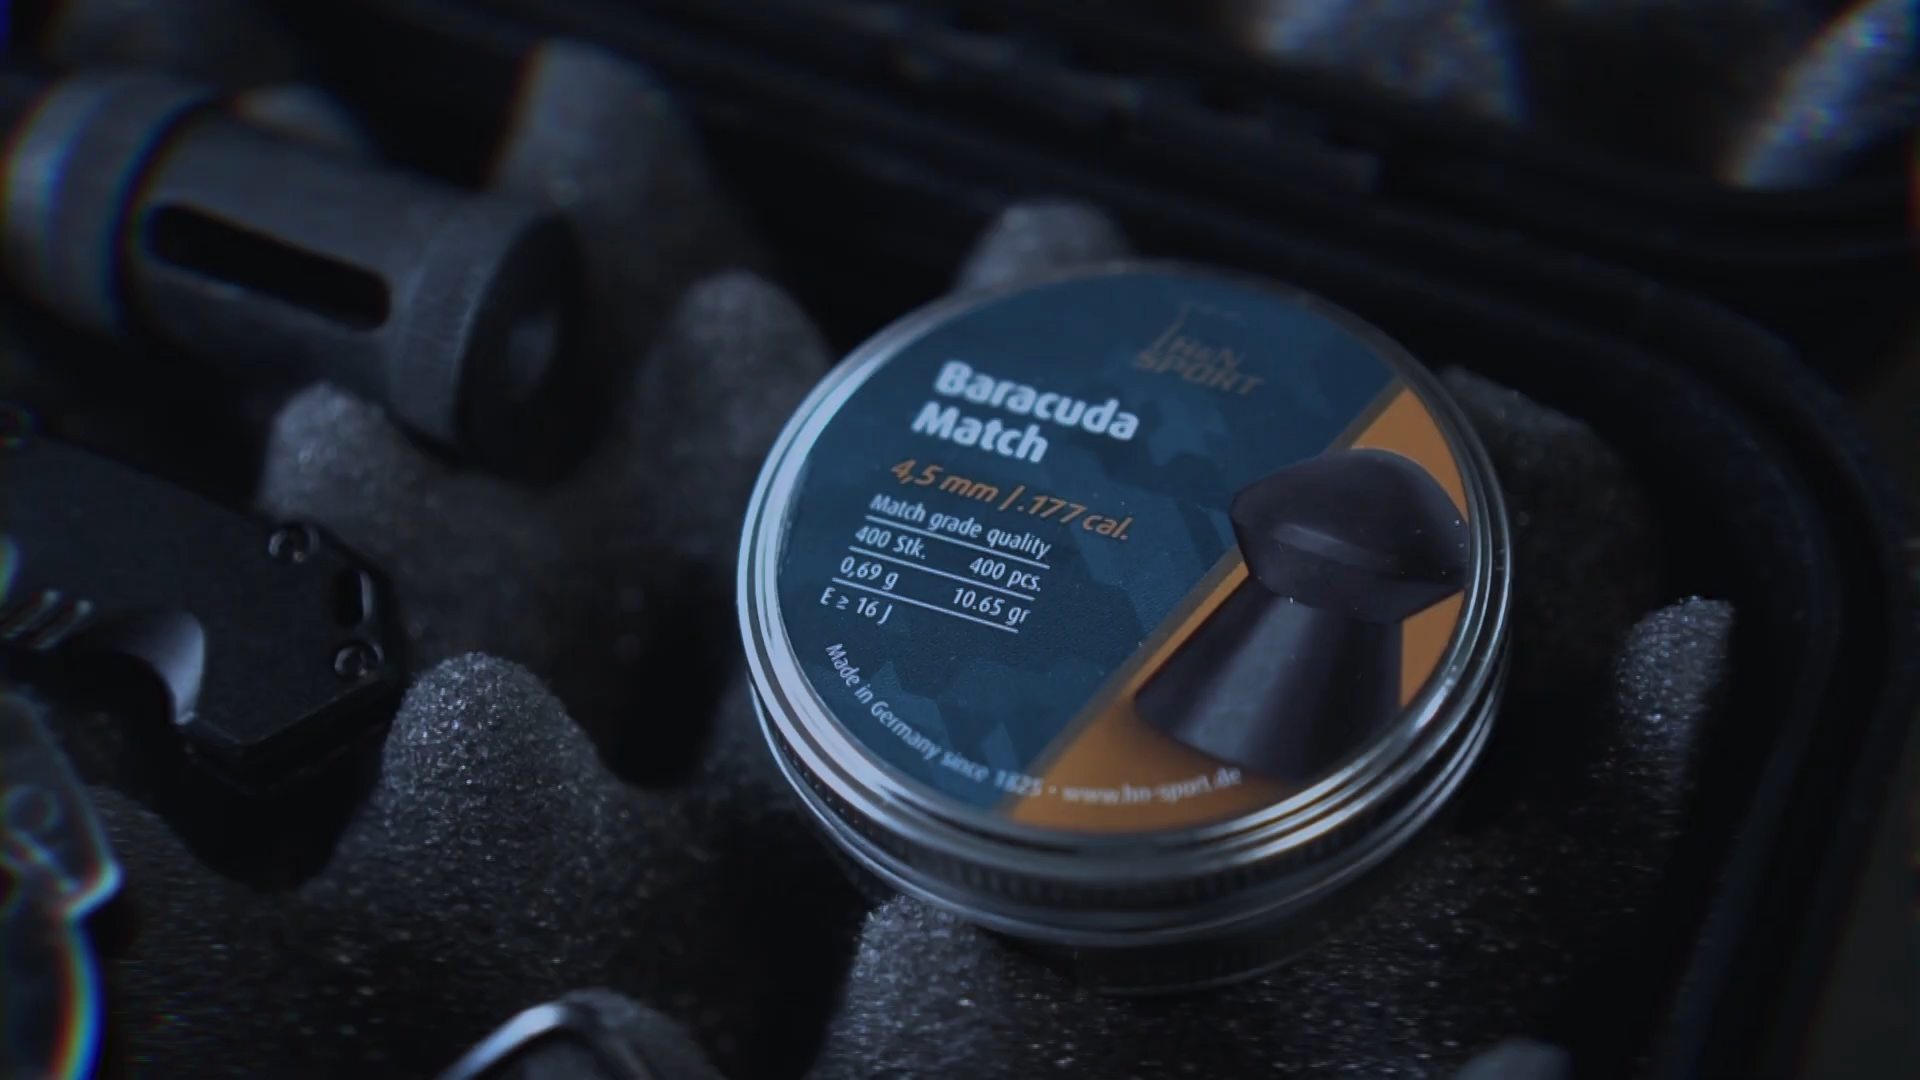 H&N
SPORT
Baracuda
Match
4,5 mm / .177 cal.
Match grade quality
400 Stk. 400 pcs.
0,69 g 10.65 gr
E ≥ 16 J
Made in Germany since 1825 • www.hn-sport.de